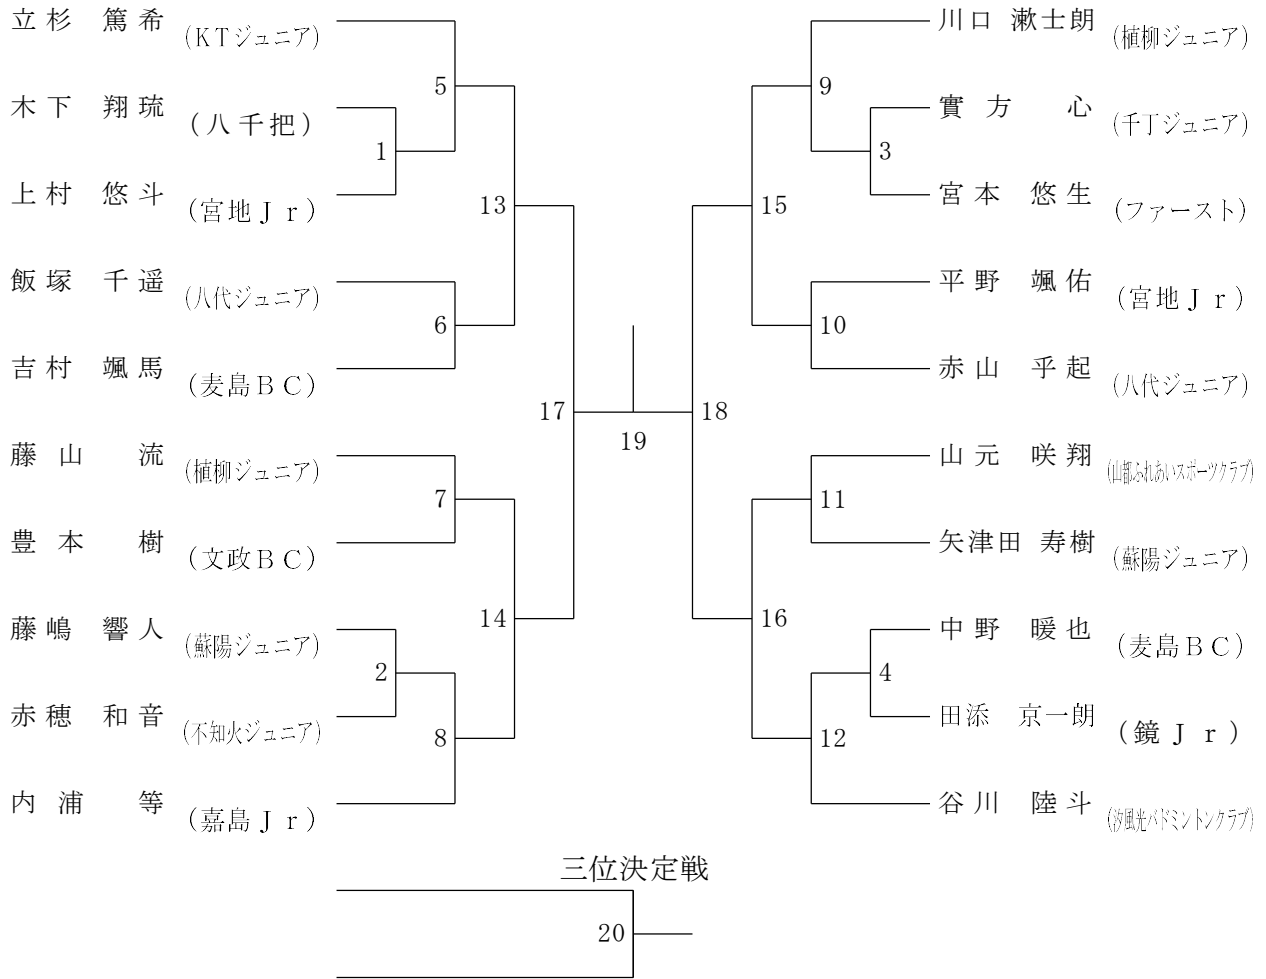 立杉 篤希 (KTジュニア)
5
木下 翔琉 (八千把)
1
上村 悠斗 (宮地Jr)
13
飯塚 千遥 (八代ジュニア)
6
吉村 颯馬 (麦島BC)
17
藤山 流 (植柳ジュニア)
7
豊本 樹 (文政BC)
14
藤嶋 響人 (蘇陽ジュニア)
2
赤穂 和音 (不知火ジュニア)
8
内浦 等 (嘉島Jr)
19
川口 漱士朗 (植柳ジュニア)
9
實方 心 (千丁ジュニア)
3
宮本 悠生 (ファースト)
15
平野 颯佑 (宮地Jr)
10
赤山 乎起 (八代ジュニア)
18
山元 咲翔 (山都ふれあいスポーツクラブ)
11
矢津田 寿樹 (蘇陽ジュニア)
16
中野 暖也 (麦島BC)
4
田添 京一朗 (鏡Jr)
12
谷川 陸斗 (汐風光バドミントンクラブ)
三位決定戦
20